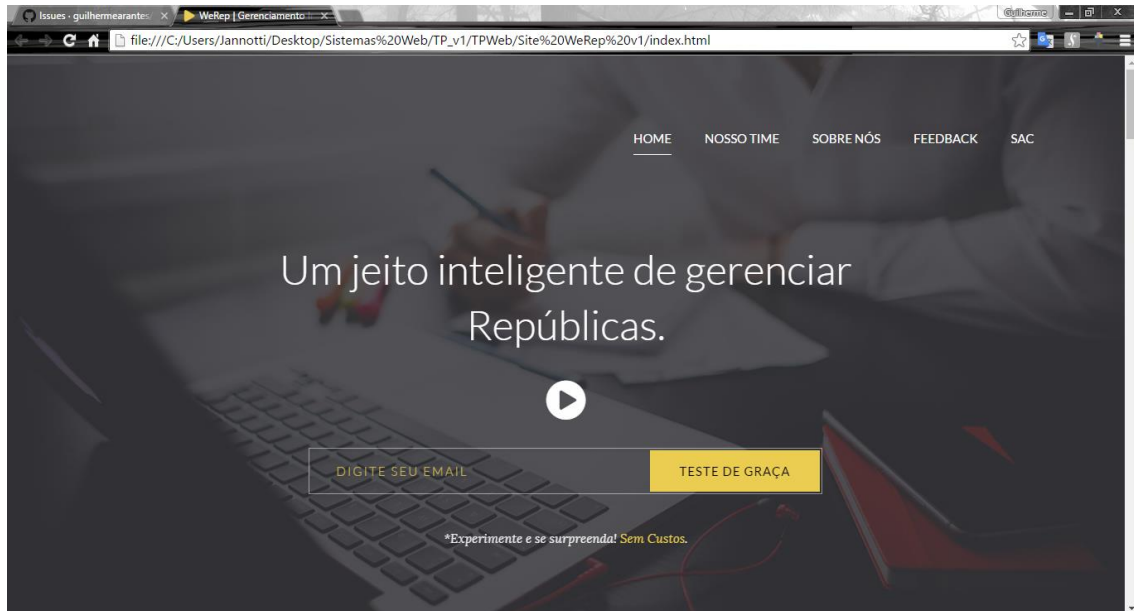 Issues · guilhermearantes
WeRep | Gerenciamento
Guilherme
file:///C:/Users/Jannotti/Desktop/Sistemas%20Web/TP_v1/TPWeb/Site%20WeRep%20v1/index.html
HOME NOSSO TIME SOBRE NÓS FEEDBACK SAC
Um jeito inteligente de gerenciar
Repúblicas.
DIGITE SEU EMAIL TESTE DE GRAÇA
*Experimente e se surpreenda! Sem Custos.